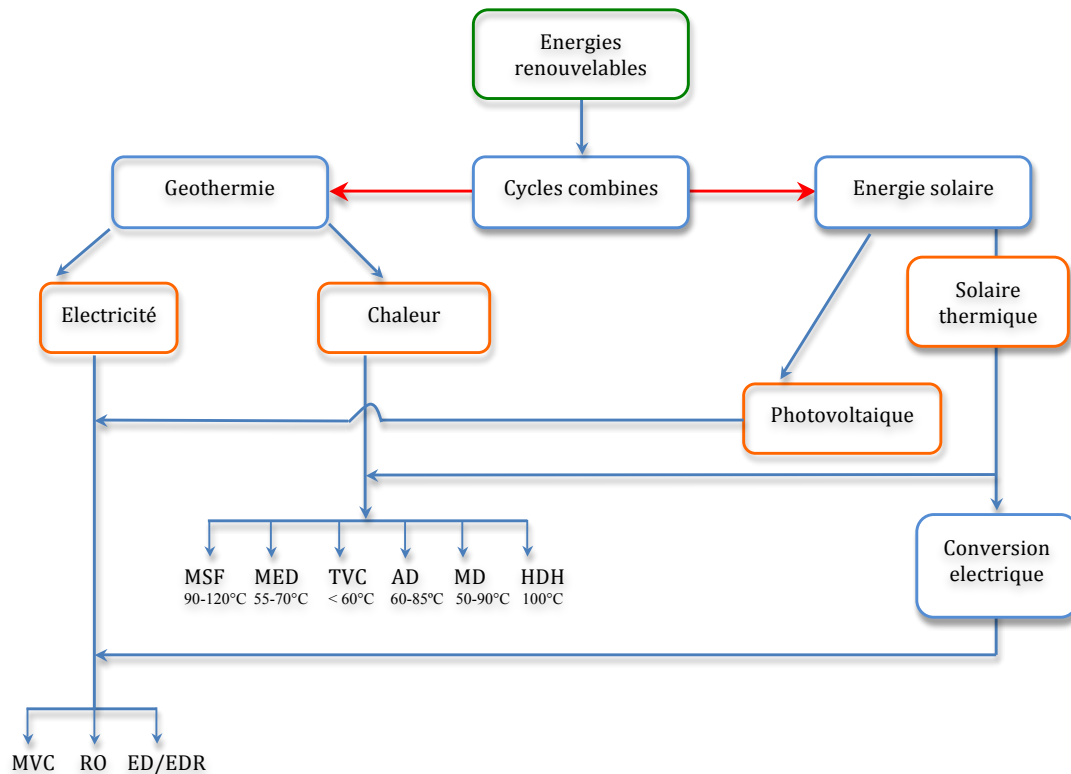 Energies
renouvelables
Geothermie
Cycles combines
Energie solaire
Electricité
Chaleur
Solaire
thermique
Photovoltaique
Conversion
electrique
MSF MED TVC AD MD HDH
90-120°C 55-70°C < 60°C 60-85°C 50-90°C 100°C
MVC RO ED/EDR